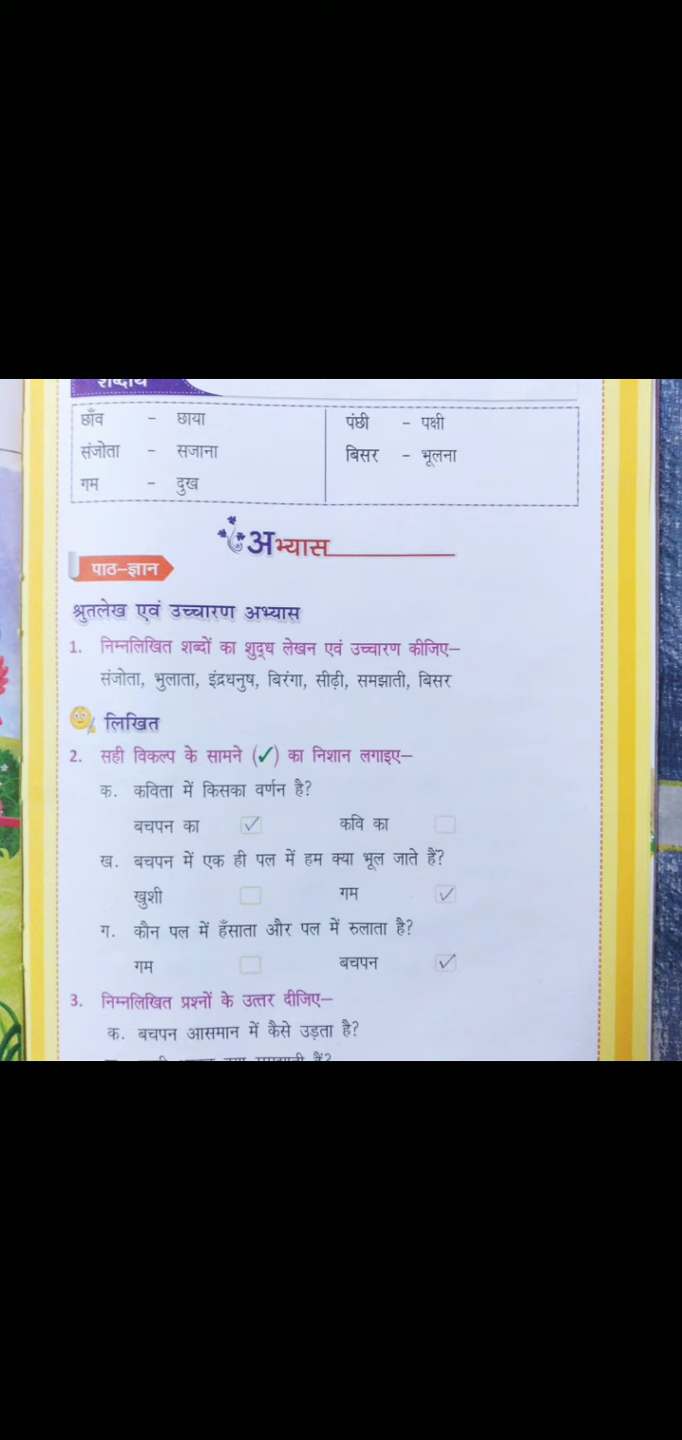 शब्दार्थ
छाँव - छाया
संजोता - सजाना
गम - दुख
पंछी - पक्षी
बिसर - भूलना
अभ्यास
पाठ-ज्ञान
श्रुतलेख एवं उच्चारण अभ्यास
1. निम्नलिखित शब्दों का शुद्ध लेखन एवं उच्चारण कीजिए–
संजोता, भुलाता, इंद्रधनुष, बिरंगा, सीढ़ी, समझाती, बिसर
लिखित
2. सही विकल्प के सामने (✓) का निशान लगाइए–
क. कविता में किसका वर्णन है?
बचपन का ✓ कवि का
ख. बचपन में एक ही पल में हम क्या भूल जाते हैं?
खुशी गम ✓
ग. कौन पल में हँसाता और पल में रुलाता है?
गम बचपन ✓
3. निम्नलिखित प्रश्नों के उत्तर दीजिए–
क. बचपन आसमान में कैसे उड़ता है?